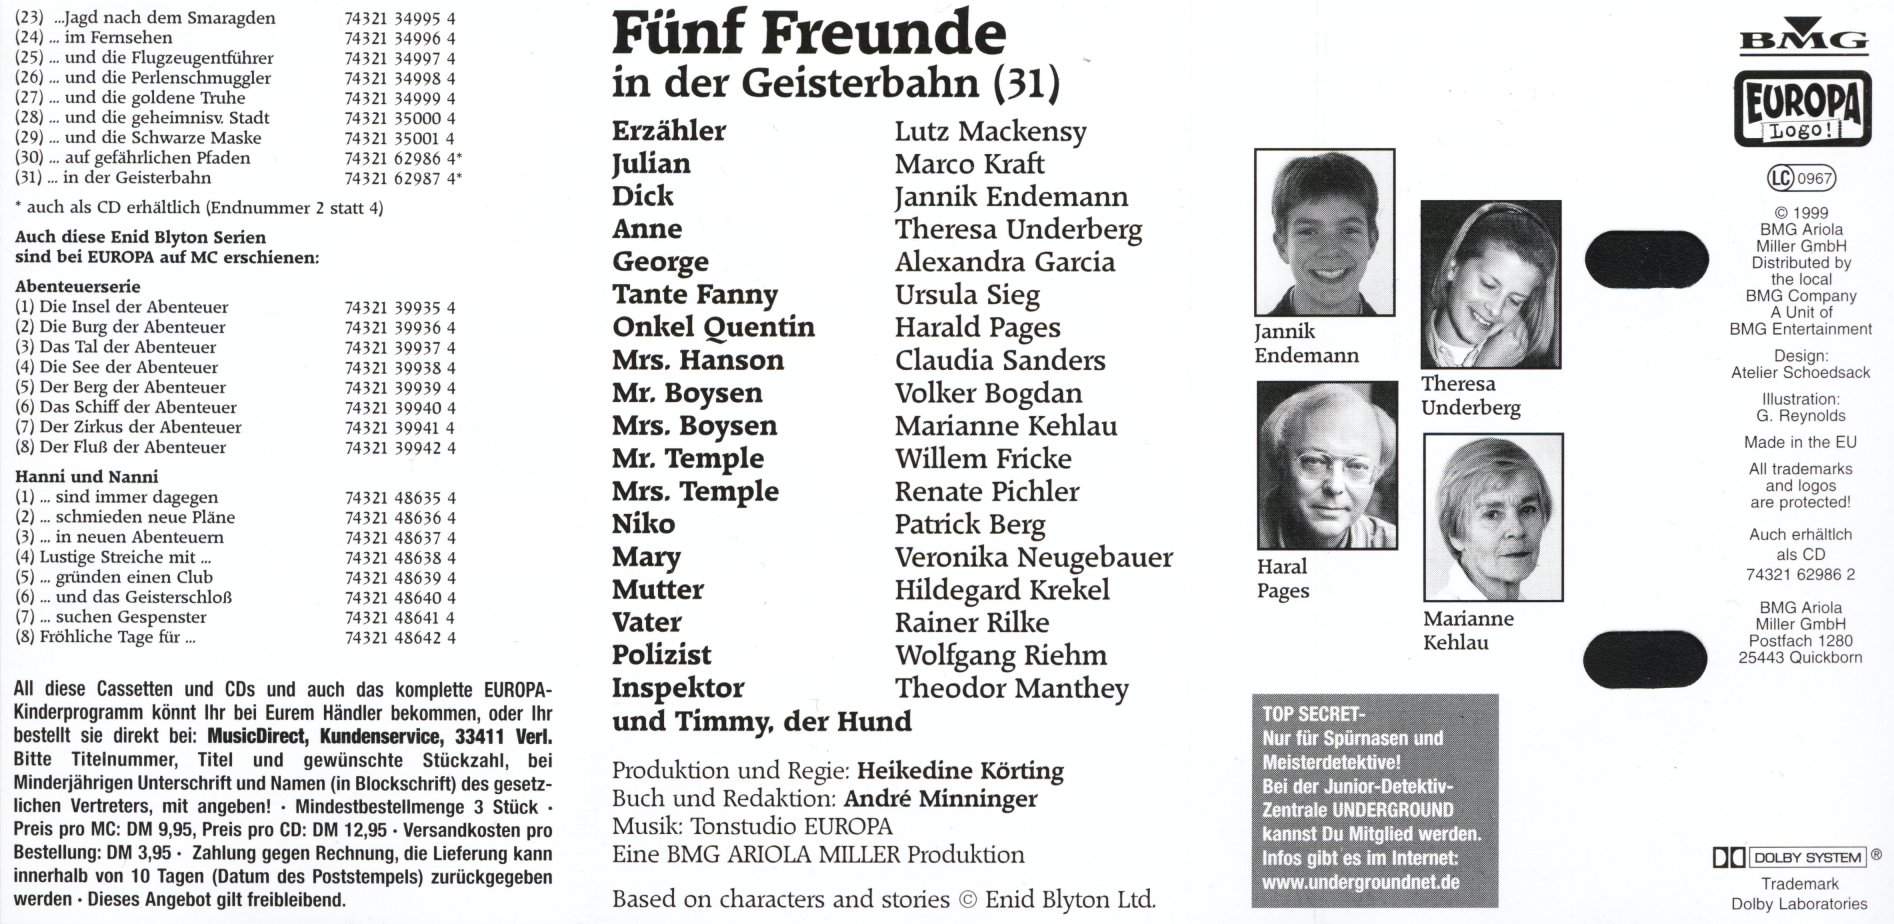 (23) ...Jagd nach dem Smaragden 74321 34995 4
(24) ... im Fernsehen 74321 34996 4
(25) ... und die Flugzeugentführer 74321 34997 4
(26) ... und die Perlenschmuggler 74321 34998 4
(27) ... und die goldene Truhe 74321 34999 4
(28) ... und die geheimnisv. Stadt 74321 35000 4
(29) ... und die Schwarze Maske 74321 35001 4
(30) ... auf gefährlichen Pfaden 74321 62986 4*
(31) ... in der Geisterbahn 74321 62987 4*
* auch als CD erhältlich (Endnummer 2 statt 4)
Auch diese Enid Blyton Serien
sind bei EUROPA auf MC erschienen:
Abenteuerserie
(1) Die Insel der Abenteuer 74321 39935 4
(2) Die Burg der Abenteuer 74321 39936 4
(3) Das Tal der Abenteuer 74321 39937 4
(4) Die See der Abenteuer 74321 39938 4
(5) Der Berg der Abenteuer 74321 39939 4
(6) Das Schiff der Abenteuer 74321 39940 4
(7) Der Zirkus der Abenteuer 74321 39941 4
(8) Der Fluß der Abenteuer 74321 39942 4
Hanni und Nanni
(1) ... sind immer dagegen 74321 48635 4
(2) ... schmieden neue Pläne 74321 48636 4
(3) ... in neuen Abenteuern 74321 48637 4
(4) Lustige Streiche mit ... 74321 48638 4
(5) ... gründen einen Club 74321 48639 4
(6) ... und das Geisterschloß 74321 48640 4
(7) ... suchen Gespenster 74321 48641 4
(8) Fröhliche Tage für ... 74321 48642 4
All diese Cassetten und CDs und auch das komplette EUROPA-
Kinderprogramm könnt Ihr bei Eurem Händler bekommen, oder Ihr
bestellt sie direkt bei: MusicDirect, Kundenservice, 33411 Verl.
Bitte Titelnummer, Titel und gewünschte Stückzahl, bei
Minderjährigen Unterschrift und Namen (in Blockschrift) des gesetz-
lichen Vertreters, mit angeben! · Mindestbestellmenge 3 Stück ·
Preis pro MC: DM 9,95, Preis pro CD: DM 12,95 · Versandkosten pro
Bestellung: DM 3,95 · Zahlung gegen Rechnung, die Lieferung kann
innerhalb von 10 Tagen (Datum des Poststempels) zurückgegeben
werden · Dieses Angebot gilt freibleibend.
Fünf Freunde
in der Geisterbahn (31)
Erzähler Lutz Mackensy
Julian Marco Kraft
Dick Jannik Endemann
Anne Theresa Underberg
George Alexandra Garcia
Tante Fanny Ursula Sieg
Onkel Quentin Harald Pages
Mrs. Hanson Claudia Sanders
Mr. Boysen Volker Bogdan
Mrs. Boysen Marianne Kehlau
Mr. Temple Willem Fricke
Mrs. Temple Renate Pichler
Niko Patrick Berg
Mary Veronika Neugebauer
Mutter Hildegard Krekel
Vater Rainer Rilke
Polizist Wolfgang Riehm
Inspektor Theodor Manthey
und Timmy, der Hund
Produktion und Regie: Heikedine Körting
Buch und Redaktion: André Minninger
Musik: Tonstudio EUROPA
Eine BMG ARIOLA MILLER Produktion
Based on characters and stories © Enid Blyton Ltd.
Jannik
Endemann
Theresa
Underberg
Haral
Pages
Marianne
Kehlau
TOP SECRET-
Nur für Spürnasen und
Meisterdetektive!
Bei der Junior-Detektiv-
Zentrale UNDERGROUND
kannst Du Mitglied werden.
Infos gibt es im Internet:
www.undergroundnet.de
BMG
EUROPA
Logo!
LC 0967
© 1999
BMG Ariola
Miller GmbH
Distributed by
the local
BMG Company
A Unit of
BMG Entertainment
Design:
Atelier Schoedsack
Illustration:
G. Reynolds
Made in the EU
All trademarks
and logos
are protected!
Auch erhältlch
als CD
74321 62986 2
BMG Ariola
Miller GmbH
Postfach 1280
25443 Quickborn
DOLBY SYSTEM ®
Trademark
Dolby Laboratories